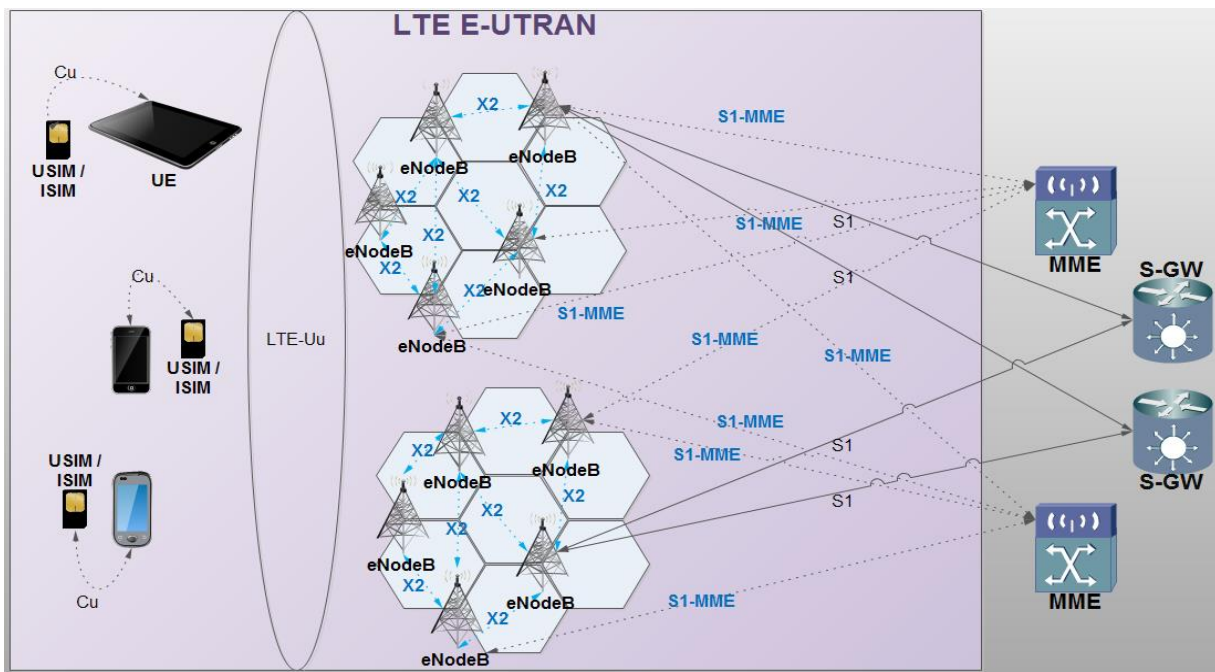 LTE E-UTRAN
Cu
USIM /
ISIM
UE
Cu
USIM /
ISIM
USIM /
ISIM
Cu
LTE-Uu
X2
eNodeB
eNodeB
X2
X2
X2
X2
eNodeB
X2
X2
eNodeB
eNodeB
X2
X2
eNodeB
eNodeB
X2
X2
X2
X2
eNodeB
eNodeB
X2
X2
eNodeB
S1-MME
S1-MME
S1
S1
S1-MME
S1-MME
S1-MME
S1-MME
S1-MME
S1
S1
S1-MME
MME
S-GW
S-GW
MME